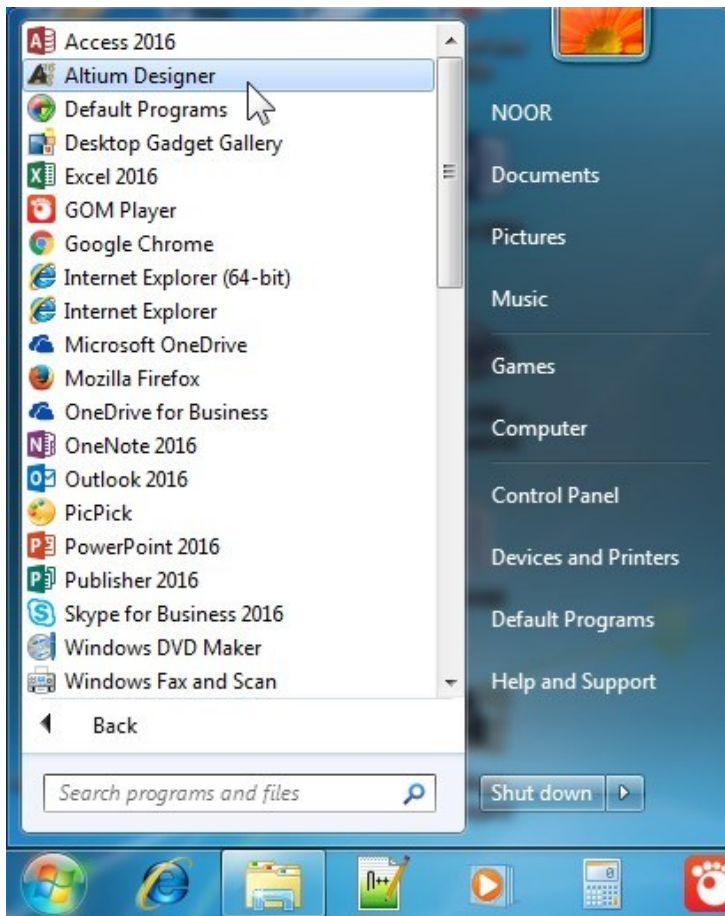 Access 2016
Altium Designer
Default Programs
Desktop Gadget Gallery
Excel 2016
GOM Player
Google Chrome
Internet Explorer (64-bit)
Internet Explorer
Microsoft OneDrive
Mozilla Firefox
OneDrive for Business
OneNote 2016
Outlook 2016
PicPick
PowerPoint 2016
Publisher 2016
Skype for Business 2016
Windows DVD Maker
Windows Fax and Scan
Back
Search programs and files
NOOR
Documents
Pictures
Music
Games
Computer
Control Panel
Devices and Printers
Default Programs
Help and Support
Shut down